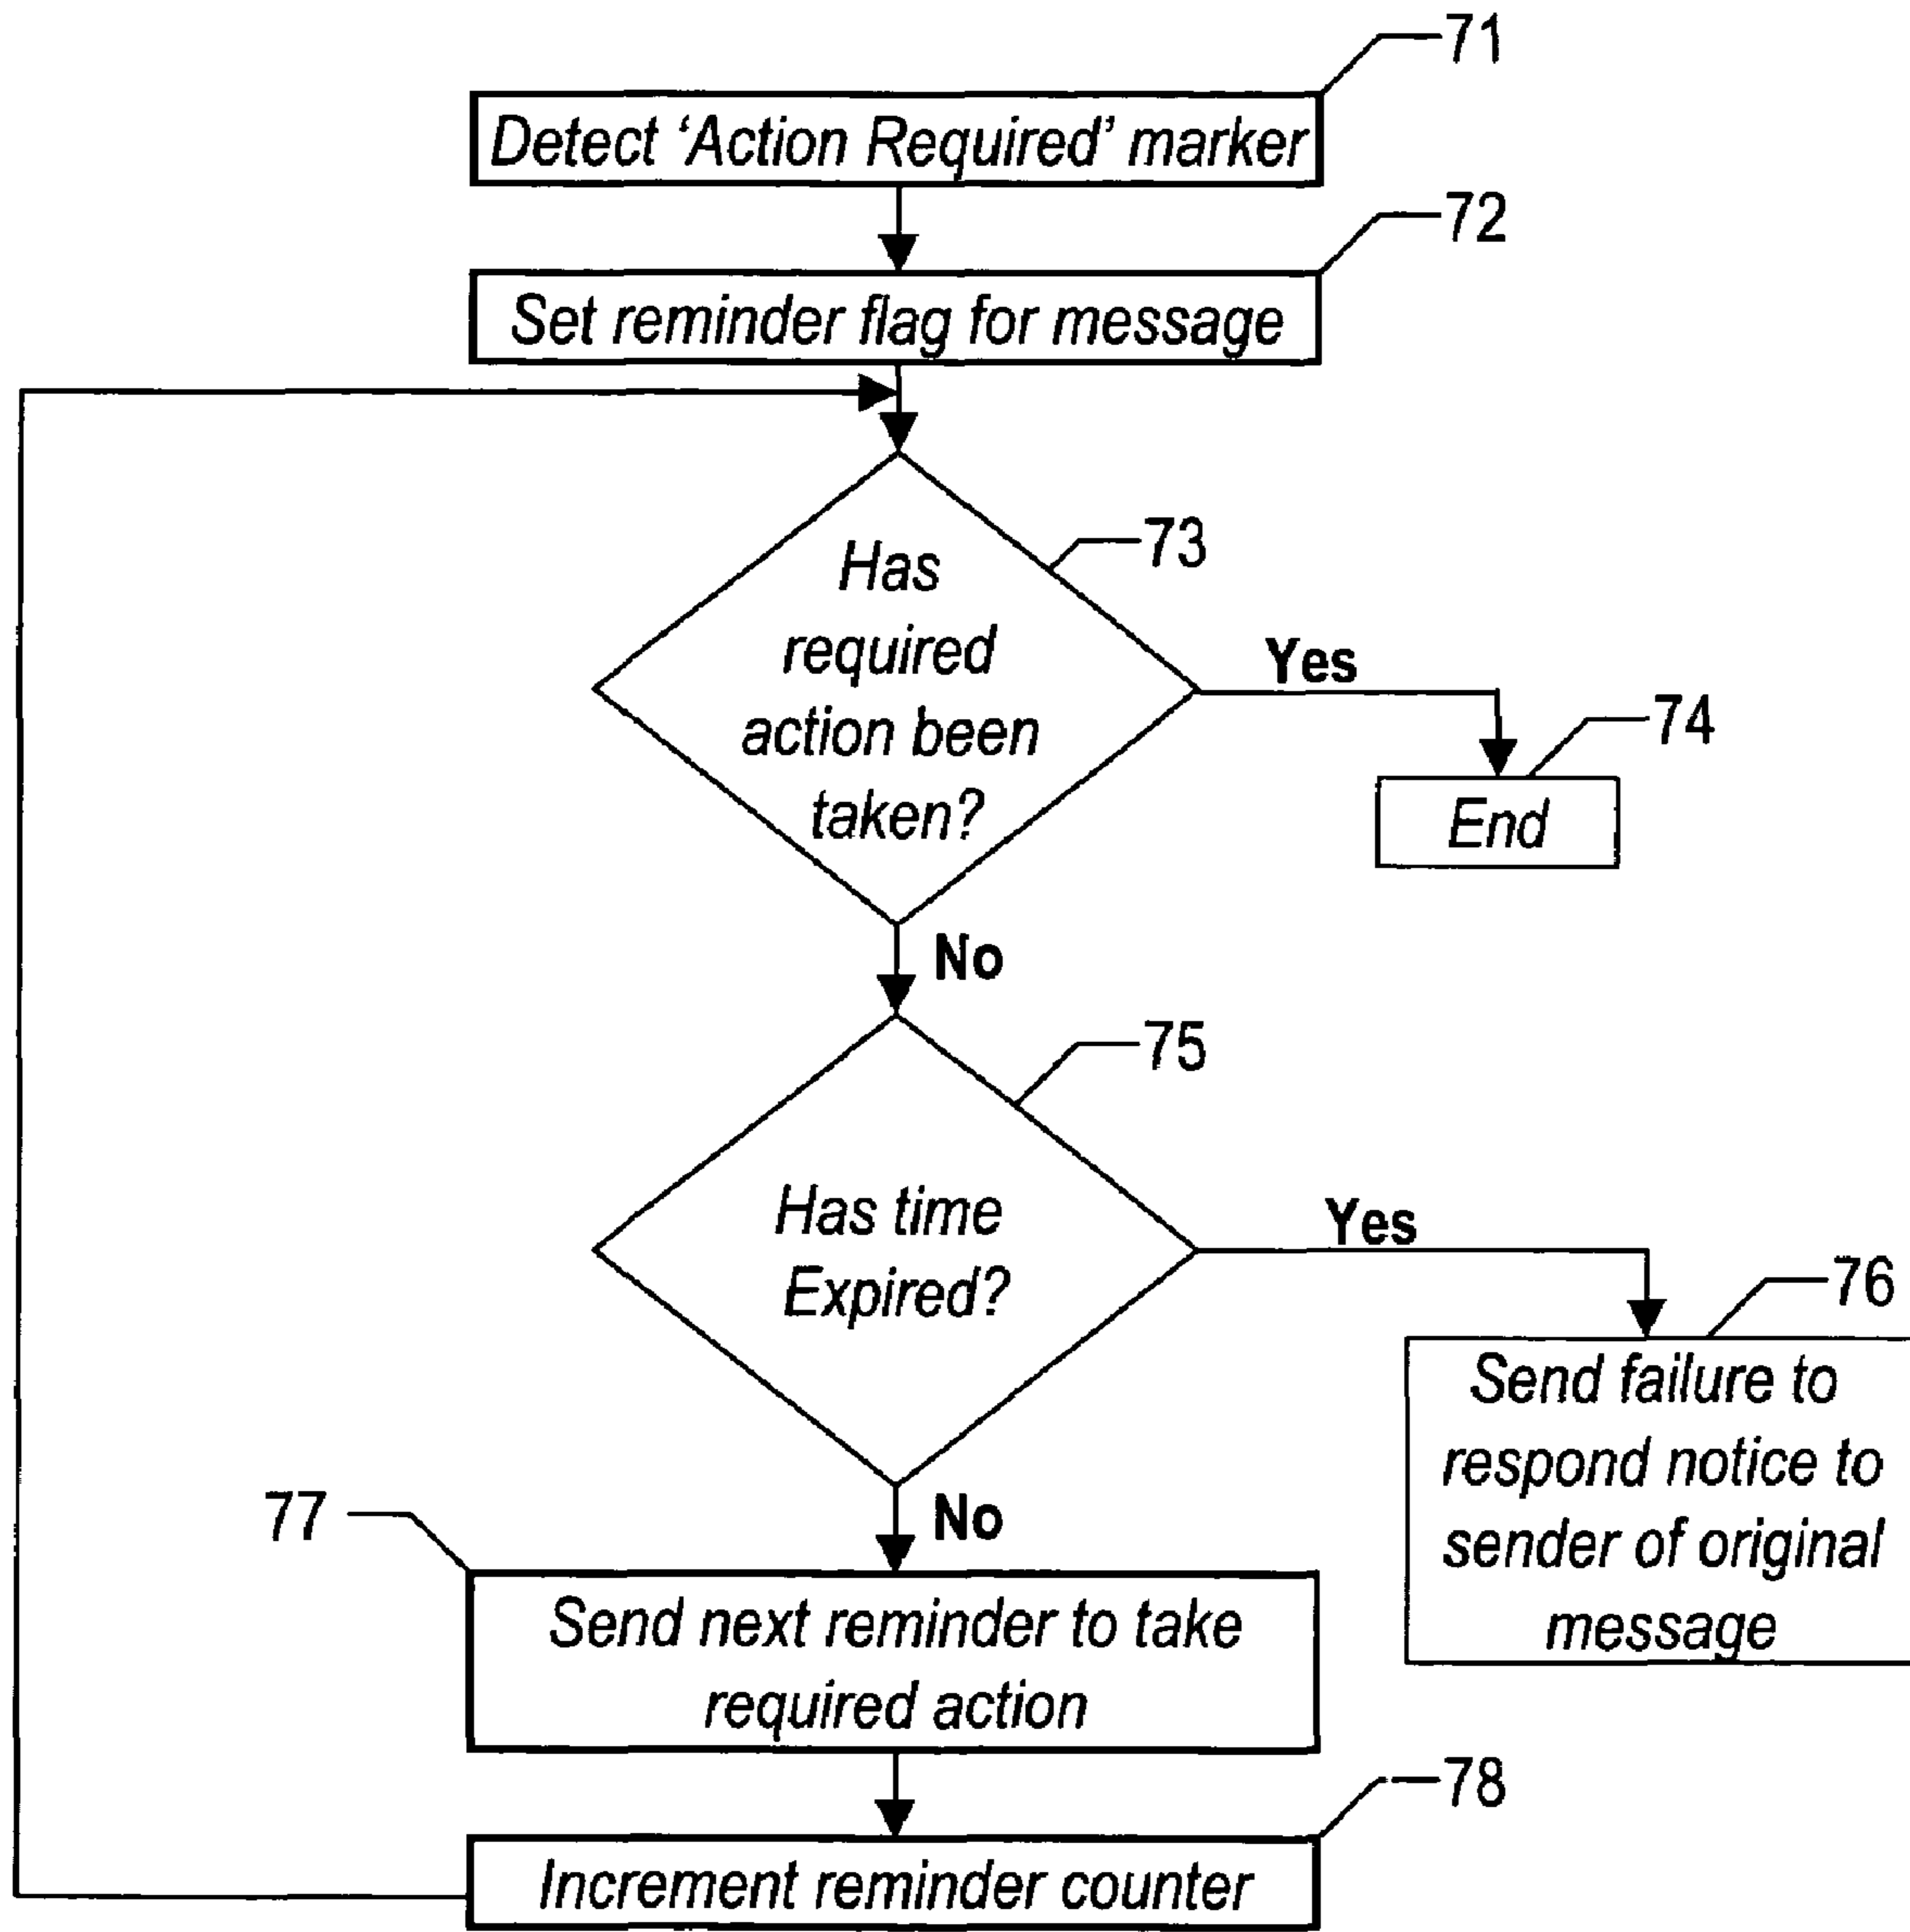 71
Detect ‘Action Required’ marker
72
Set reminder flag for message
73
Has
required
action been
taken?
Yes
74
End
No
75
Has time
Expired?
Yes
76
Send failure to
respond notice to
sender of original
message
No
77
Send next reminder to take
required action
78
Increment reminder counter